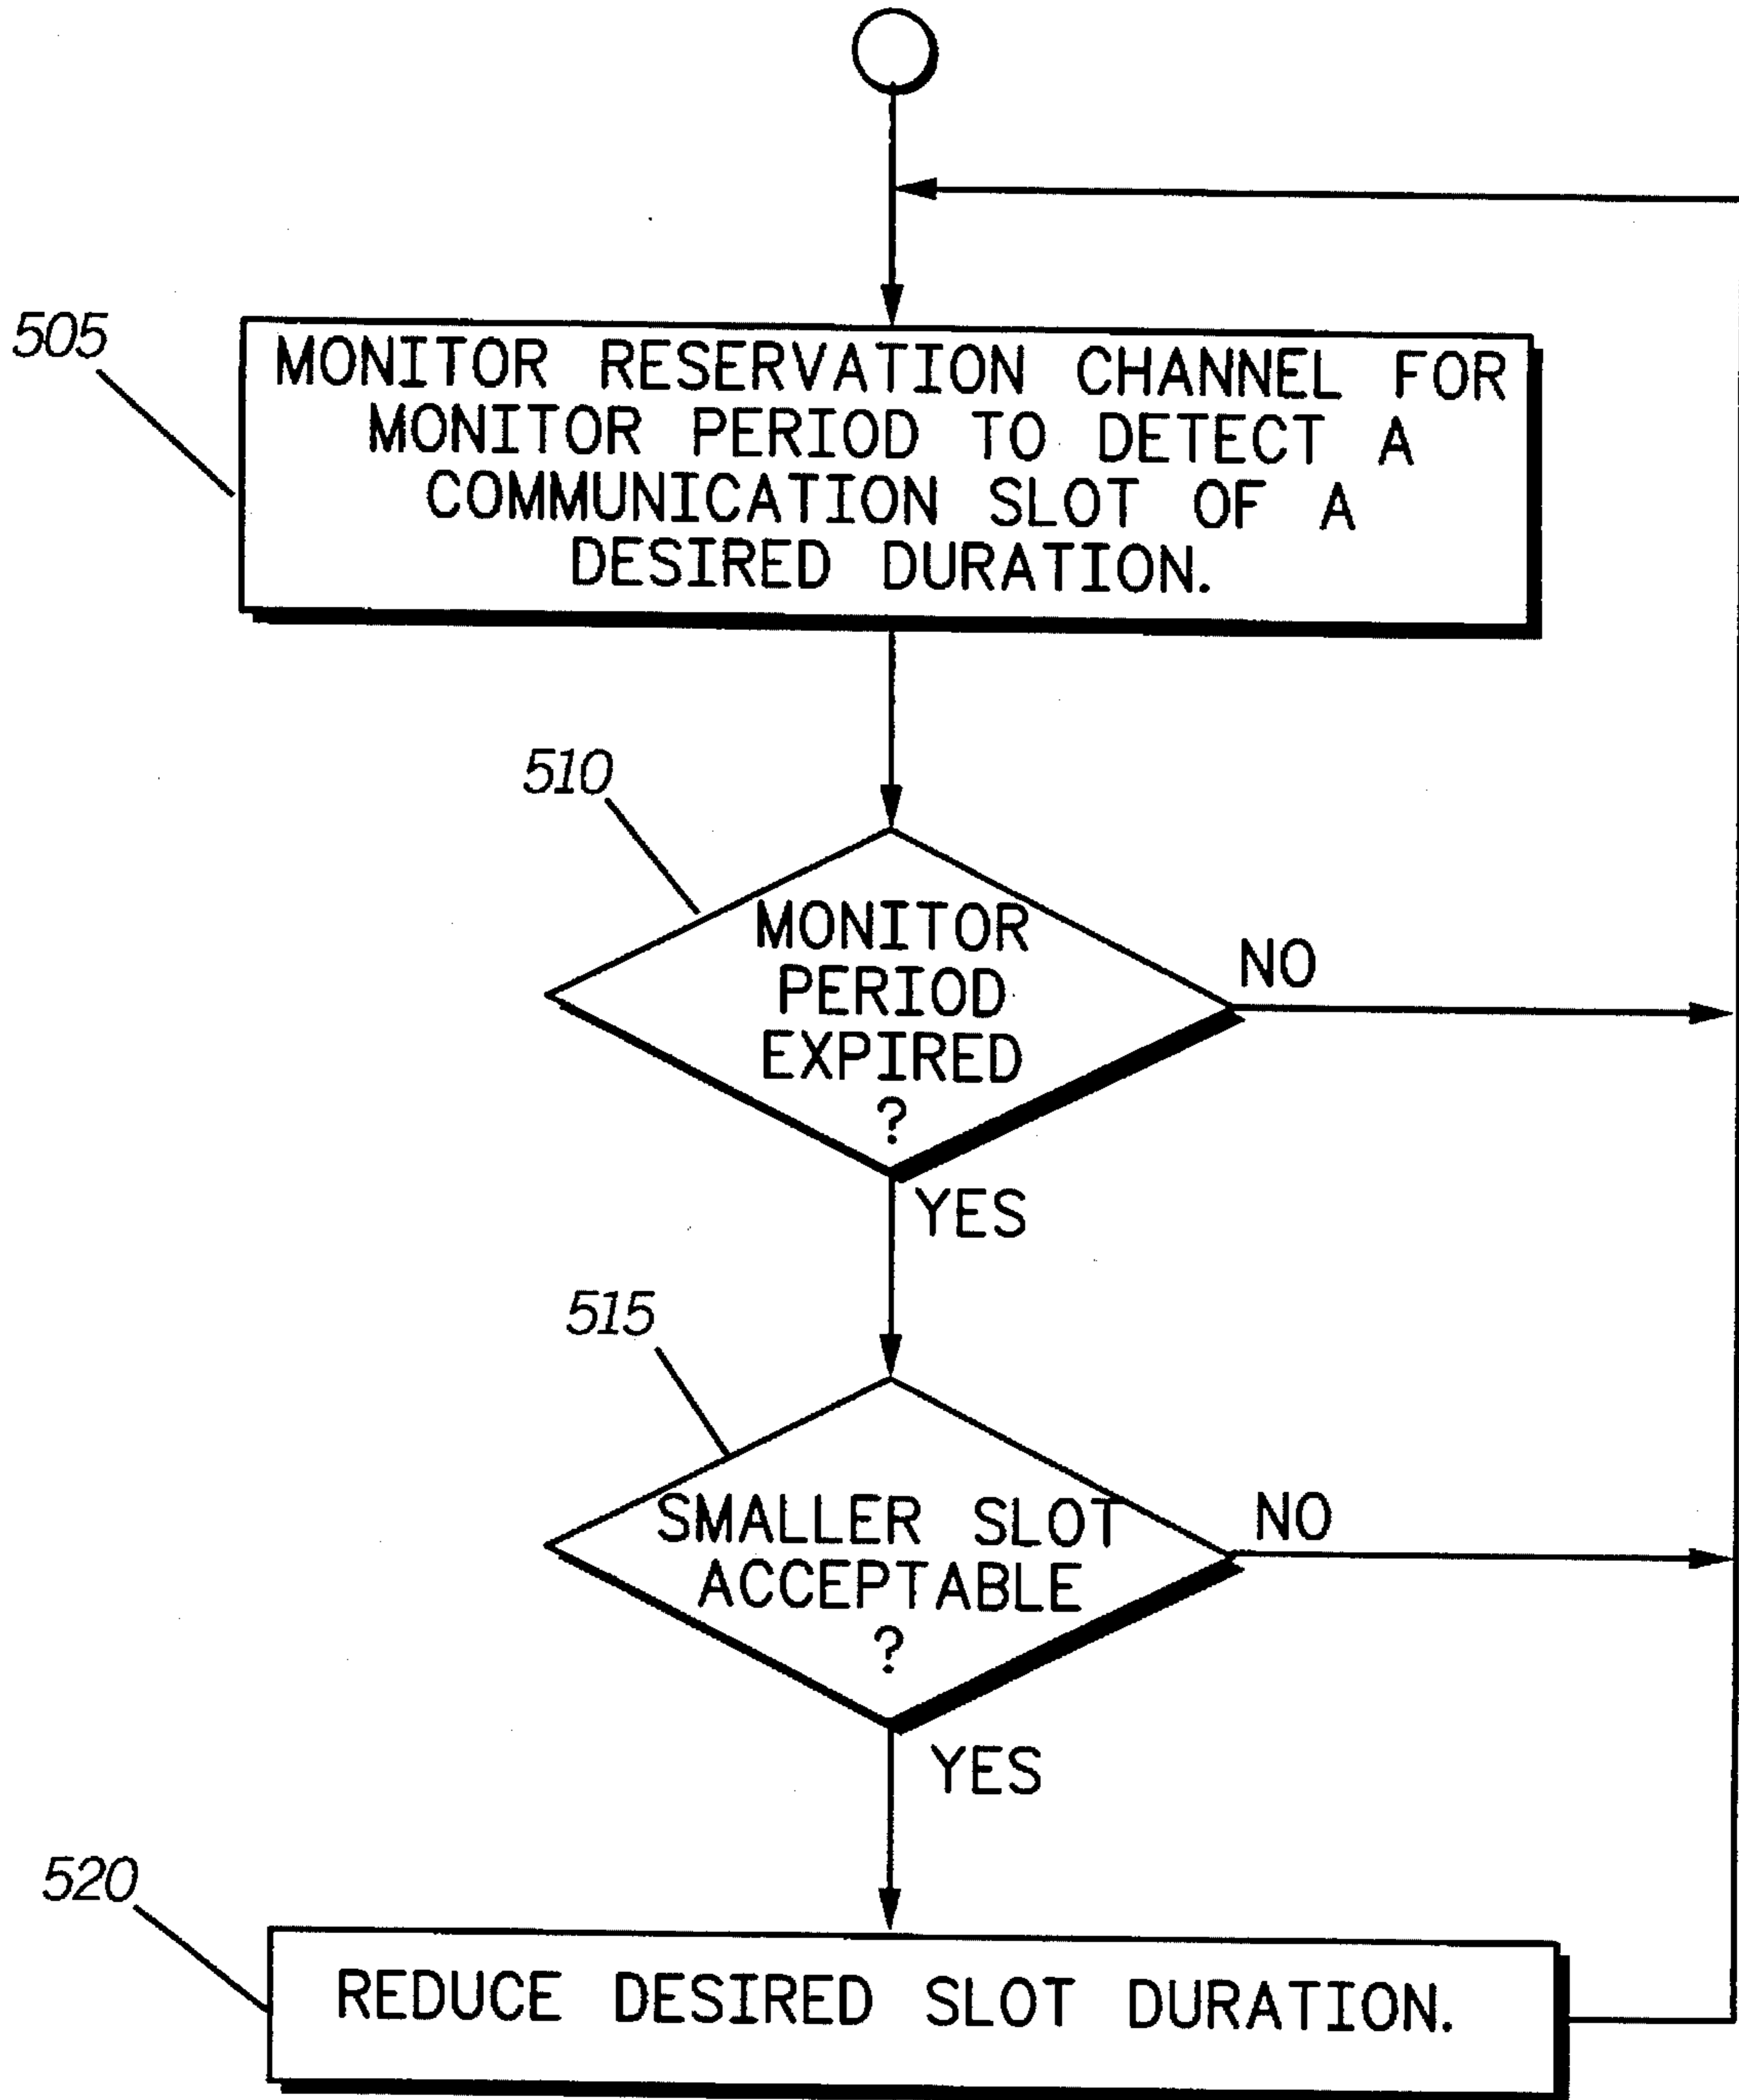 505
MONITOR RESERVATION CHANNEL FOR
MONITOR PERIOD TO DETECT A
COMMUNICATION SLOT OF A
DESIRED DURATION.
510
MONITOR
PERIOD
EXPIRED
?
NO
YES
515
SMALLER SLOT
ACCEPTABLE
?
NO
YES
520
REDUCE DESIRED SLOT DURATION.